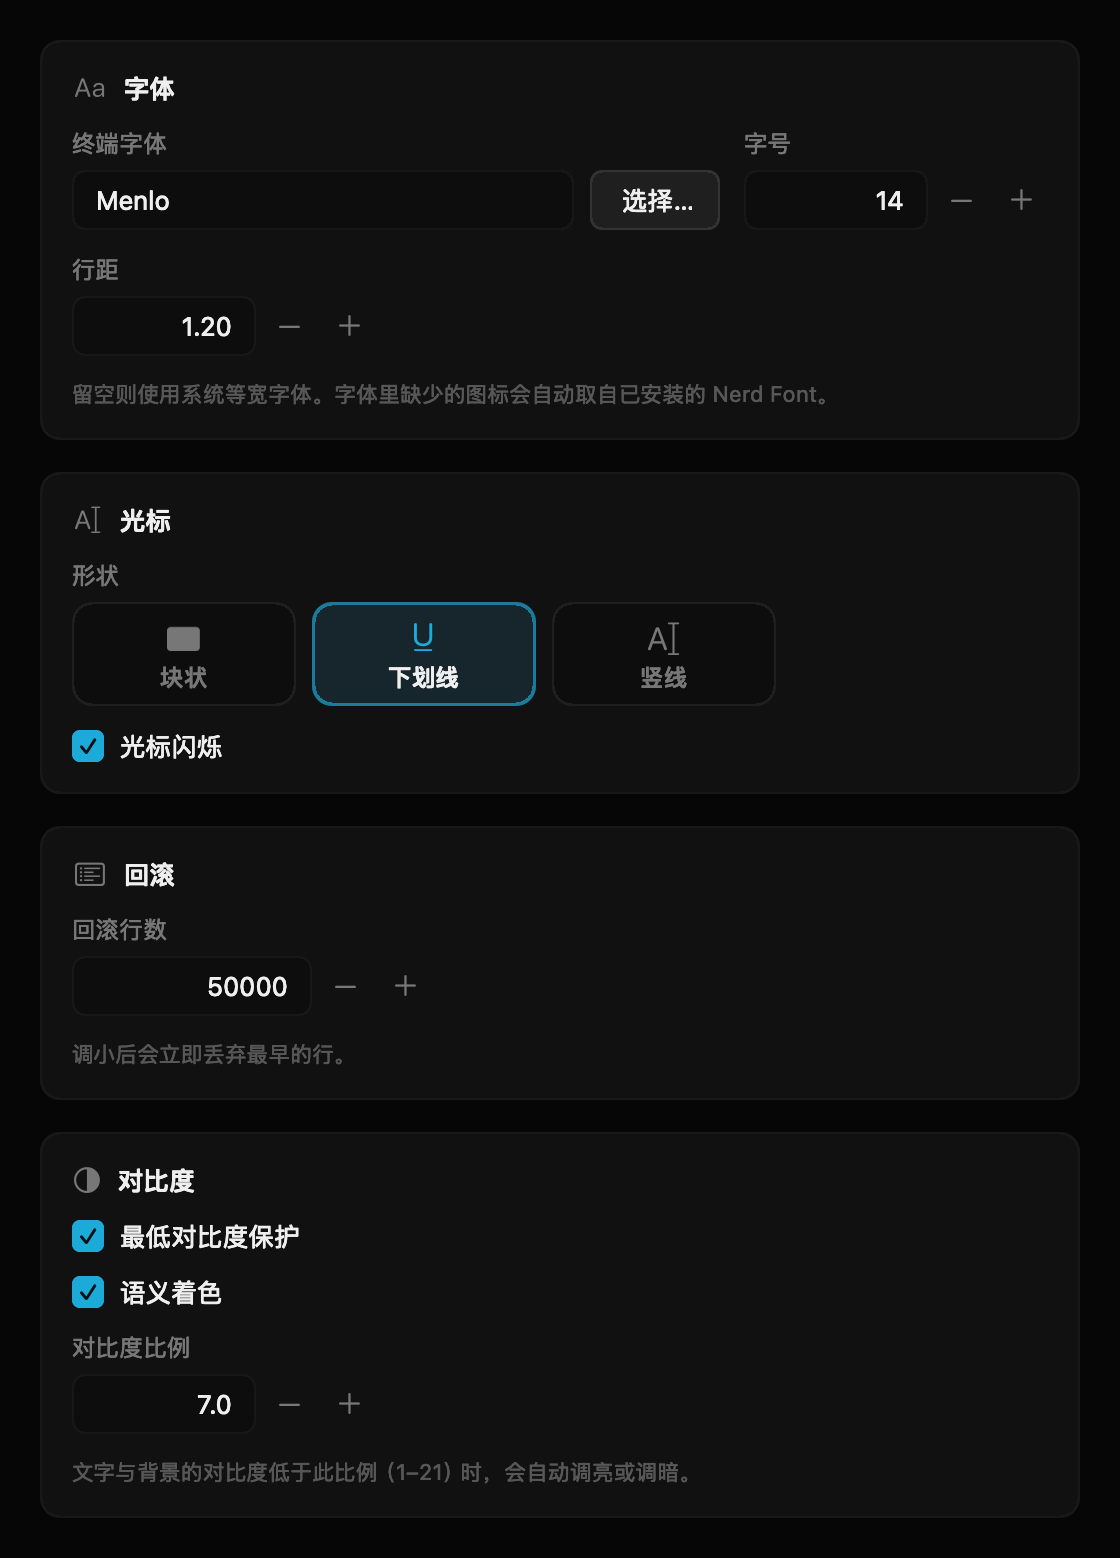 Aa 字体
终端字体 字号
Menlo 选择... 14 — +
行距
1.20 — +
留空则使用系统等宽字体。字体里缺少的图标会自动取自已安装的 Nerd Font。
A 光标
形状
U A
块状 下划线 竖线
光标闪烁
回滚
回滚行数
50000 — +
调小后会立即丢弃最早的行。
对比度
最低对比度保护
语义着色
对比度比例
7.0 — +
文字与背景的对比度低于此比例 (1–21) 时，会自动调亮或调暗。